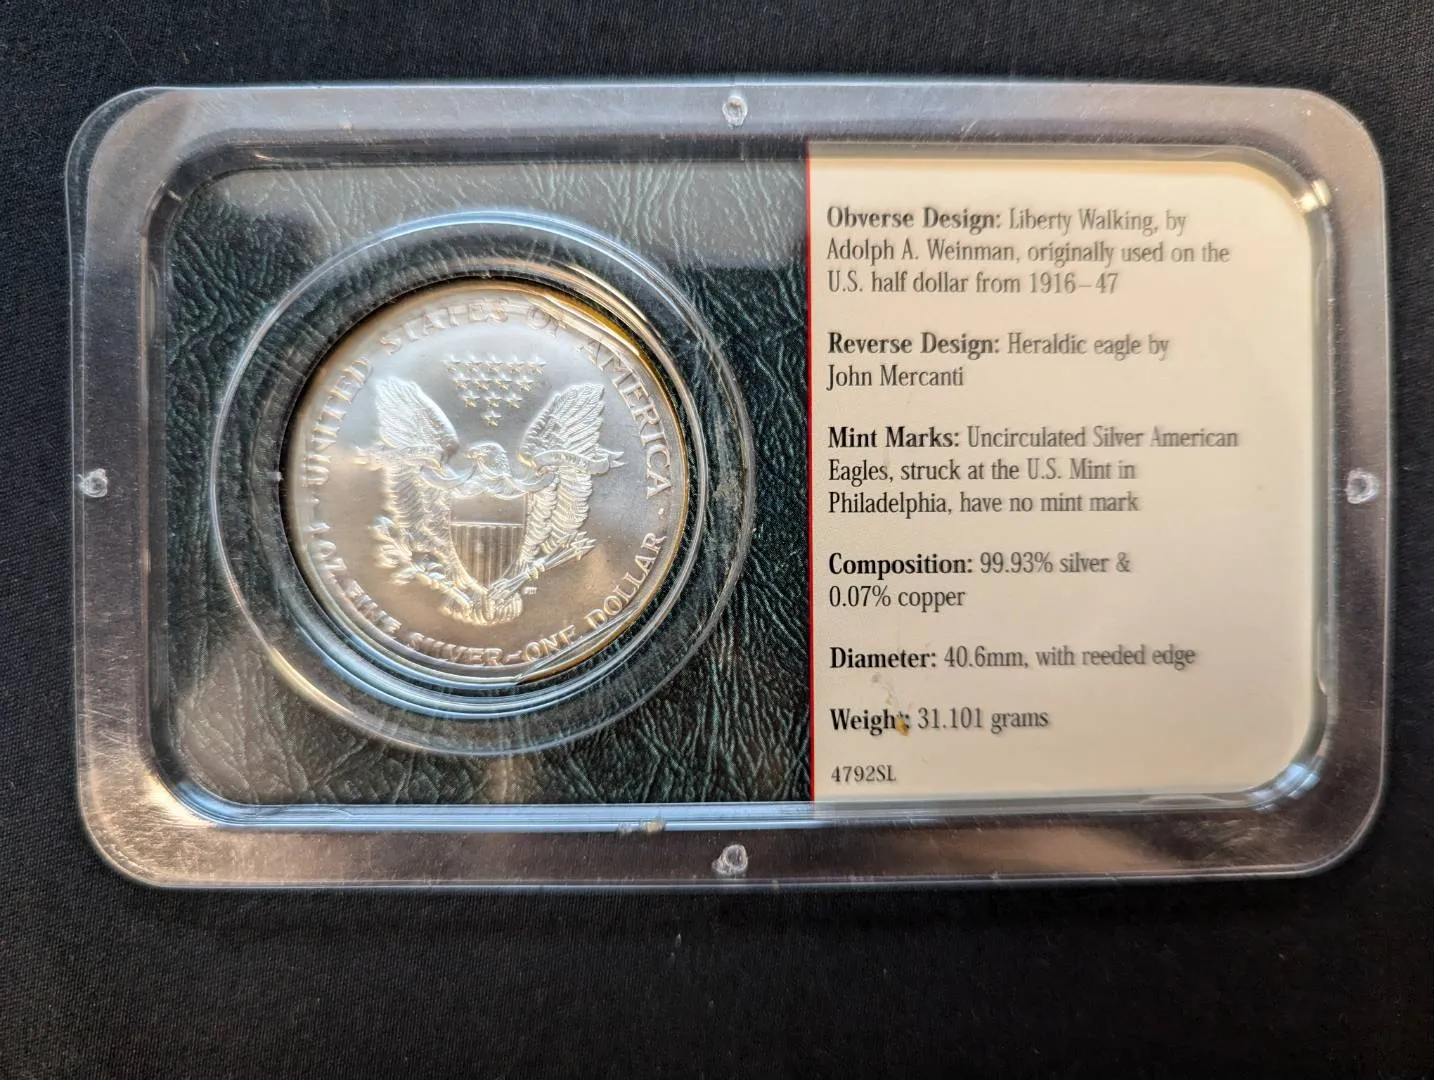 UNITED STATES OF AMERICA
1 OZ. FINE SILVER~ONE DOLLAR
Obverse Design: Liberty Walking, by
Adolph A. Weinman, originally used on the
U.S. half dollar from 1916–47
Reverse Design: Heraldic eagle by
John Mercanti
Mint Marks: Uncirculated Silver American
Eagles, struck at the U.S. Mint in
Philadelphia, have no mint mark
Composition: 99.93% silver &
0.07% copper
Diameter: 40.6mm, with reeded edge
Weight: 31.101 grams
4792SL